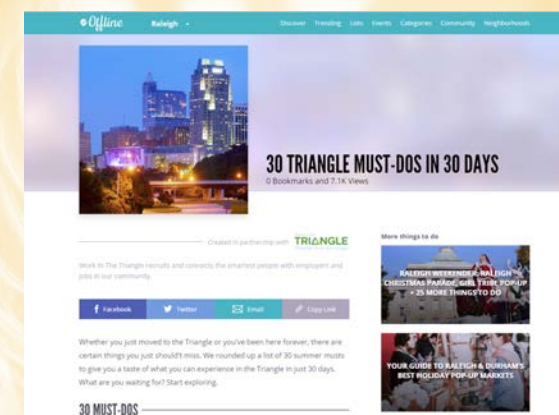 Offline
Raleigh
Discover Trending Lists Events Categories Community Neighborhoods
30 TRIANGLE MUST-DOS IN 30 DAYS
0 Bookmarks and 7.1K Views
Created in partnership with TRIANGLE
Work In The Triangle recruits and connects the smartest people with employers and
jobs in our community.
Facebook
Twitter
Email
Copy Link
Whether you just moved to the Triangle or you've been here forever, there are
certain things you just shouldn't miss. We rounded up a list of 30 summer musts
to give you a taste of what you can experience in the Triangle in just 30 days.
What are you waiting for? Start exploring.
30 MUST-DOS
More things to do
RALEIGH WEEKENDER: RALEIGH
CHRISTMAS PARADE, GIRL TRIBE POP-UP
+ 25 MORE THINGS TO DO
YOUR GUIDE TO RALEIGH & DURHAM'S
BEST HOLIDAY POP-UP MARKETS